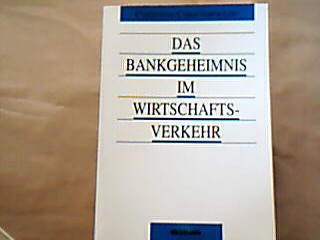 DAS
BANKGEHEIMNIS
IM
WIRTSCHAFTS-
VERKEHR